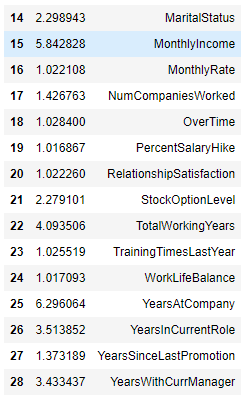 14 2.298943 MaritalStatus
15 5.842828 MonthlyIncome
16 1.022108 MonthlyRate
17 1.426763 NumCompaniesWorked
18 1.028400 OverTime
19 1.016867 PercentSalaryHike
20 1.022260 RelationshipSatisfaction
21 2.279101 StockOptionLevel
22 4.093506 TotalWorkingYears
23 1.025519 TrainingTimesLastYear
24 1.017093 WorkLifeBalance
25 6.296064 YearsAtCompany
26 3.513852 YearsInCurrentRole
27 1.373189 YearsSinceLastPromotion
28 3.433437 YearsWithCurrManager